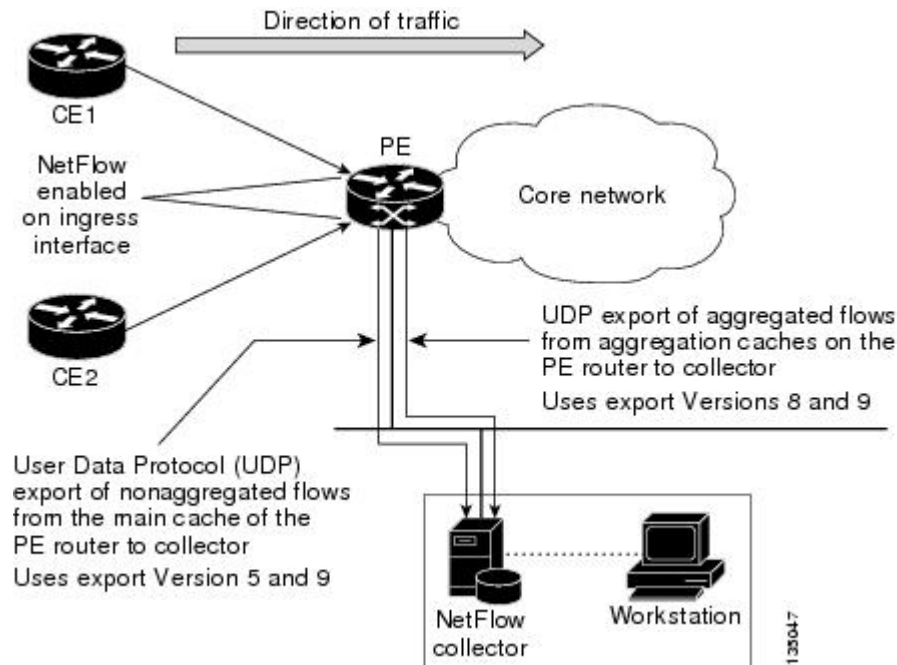 Direction of traffic
CE1
PE
NetFlow
enabled
on ingress
interface
Core network
CE2
UDP export of aggregated flows
from aggregation caches on the
PE router to collector
Uses export Versions 8 and 9
User Data Protocol (UDP)
export of nonaggregated flows
from the main cache of the
PE router to collector
Uses export Version 5 and 9
NetFlow
collector
Workstation
135047